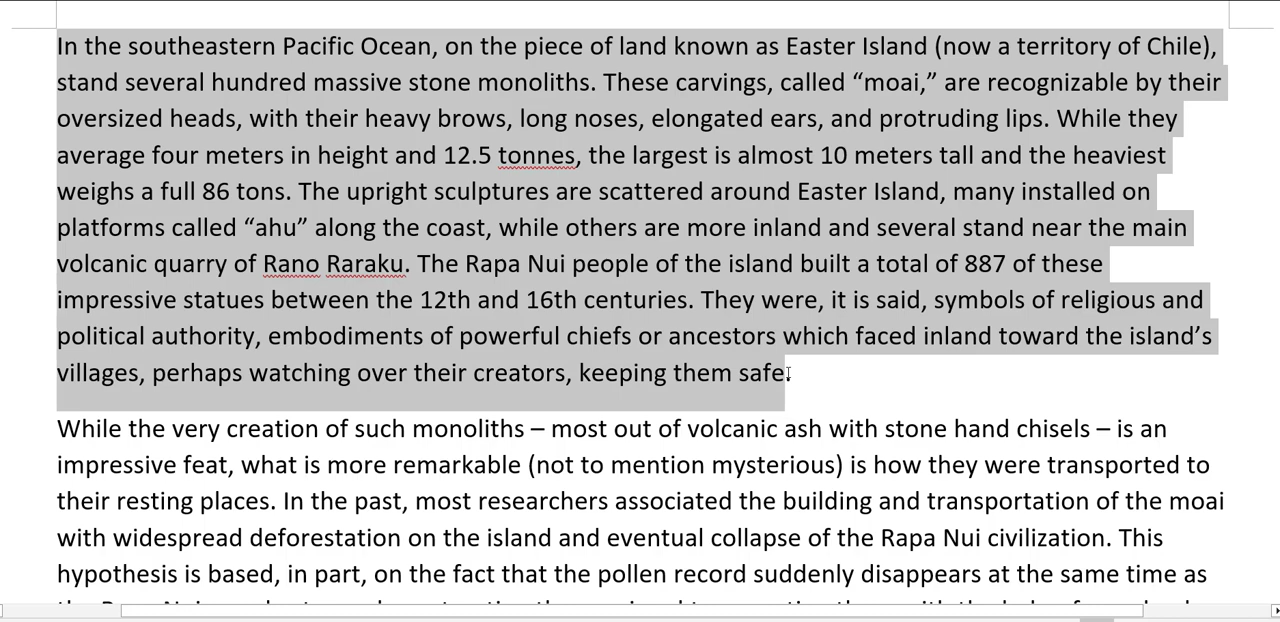 In the southeastern Pacific Ocean, on the piece of land known as Easter Island (now a territory of Chile),
stand several hundred massive stone monoliths. These carvings, called “moai,” are recognizable by their
oversized heads, with their heavy brows, long noses, elongated ears, and protruding lips. While they
average four meters in height and 12.5 tonnes, the largest is almost 10 meters tall and the heaviest
weighs a full 86 tons. The upright sculptures are scattered around Easter Island, many installed on
platforms called “ahu” along the coast, while others are more inland and several stand near the main
volcanic quarry of Rano Raraku. The Rapa Nui people of the island built a total of 887 of these
impressive statues between the 12th and 16th centuries. They were, it is said, symbols of religious and
political authority, embodiments of powerful chiefs or ancestors which faced inland toward the island’s
villages, perhaps watching over their creators, keeping them safe.
While the very creation of such monoliths – most out of volcanic ash with stone hand chisels – is an
impressive feat, what is more remarkable (not to mention mysterious) is how they were transported to
their resting places. In the past, most researchers associated the building and transportation of the moai
with widespread deforestation on the island and eventual collapse of the Rapa Nui civilization. This
hypothesis is based, in part, on the fact that the pollen record suddenly disappears at the same time as